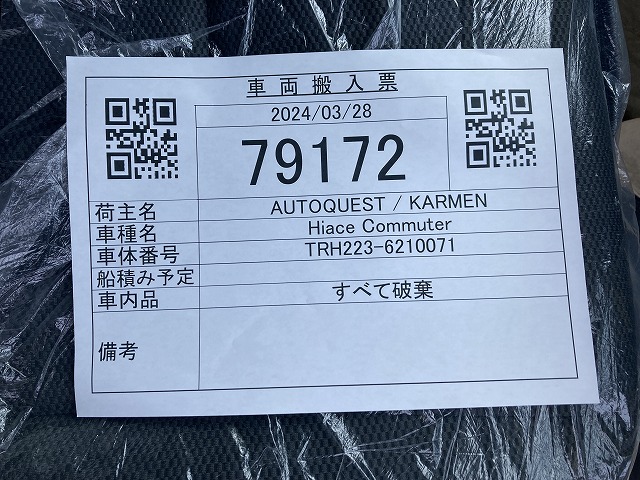 車両搬入票
2024/03/28
79172
荷主名 AUTOQUEST / KARMEN
車種名 Hiace Commuter
車体番号 TRH223-6210071
船積み予定
車内品 すべて破棄
備考